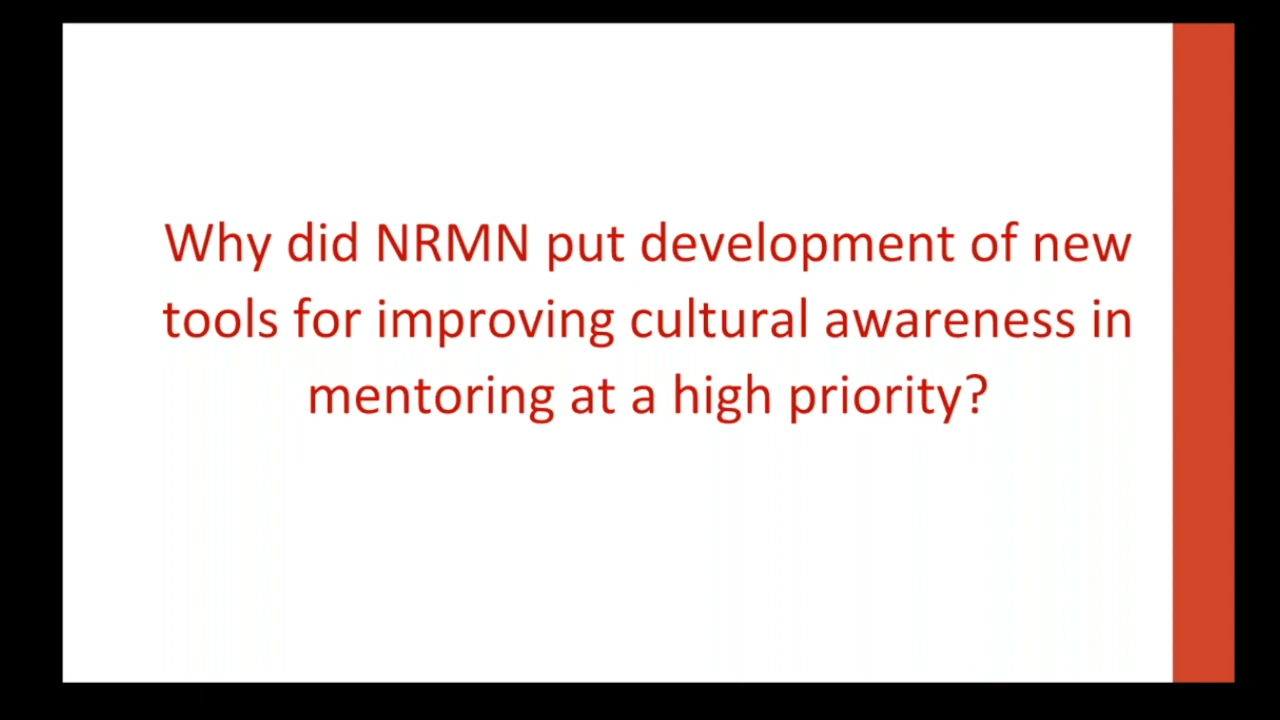 Why did NRMN put development of new
tools for improving cultural awareness in
mentoring at a high priority?